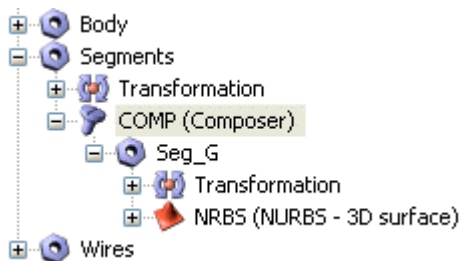 Body
Segments
Transformation
COMP (Composer)
Seg_G
Transformation
NRBS (NURBS - 3D surface)
Wires